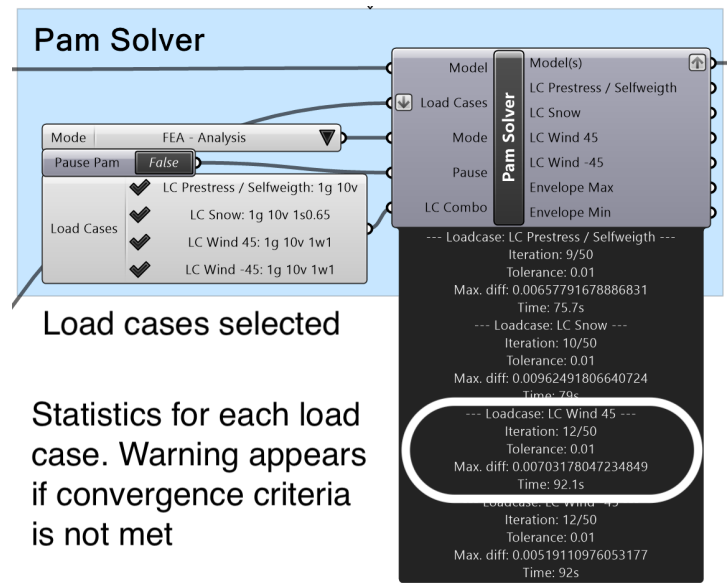 Pam Solver
Model
Load Cases
Mode
Pause
LC Combo
Pam Solver
Model(s)
LC Prestress / Selfweigth
LC Snow
LC Wind 45
LC Wind -45
Envelope Max
Envelope Min
Mode
FEA - Analysis
Pause Pam
False
Load Cases
LC Prestress / Selfweigth: 1g 10v
LC Snow: 1g 10v 1s0.65
LC Wind 45: 1g 10v 1w1
LC Wind -45: 1g 10v 1w1
--- Loadcase: LC Prestress / Selfweigth ---
Iteration: 9/50
Tolerance: 0.01
Max. diff: 0.00657791678886831
Time: 75.7s
--- Loadcase: LC Snow ---
Iteration: 10/50
Tolerance: 0.01
Max. diff: 0.00962491806640724
Time: 79s
--- Loadcase: LC Wind 45 ---
Iteration: 12/50
Tolerance: 0.01
Max. diff: 0.00703178047234849
Time: 92.1s
Loadcase: LC Wind -45
Iteration: 12/50
Tolerance: 0.01
Max. diff: 0.00519110976053177
Time: 92s
Load cases selected
Statistics for each load
case. Warning appears
if convergence criteria
is not met